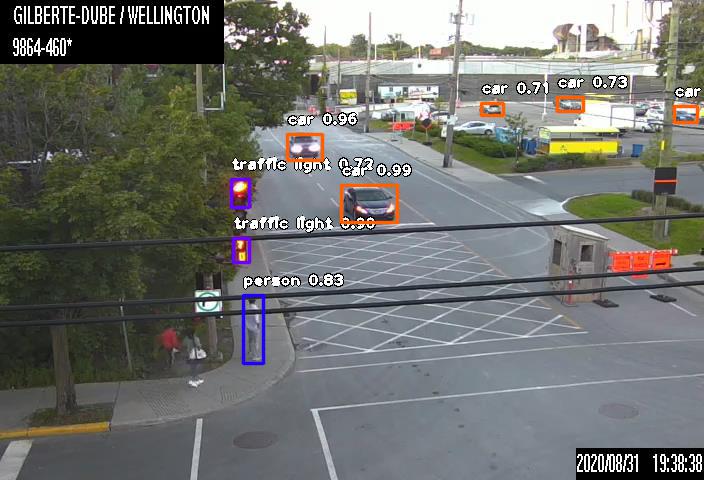 GILBERTE-DUBE / WELLINGTON
9864-460*
car 0.71
car 0.73
car
car 0.96
traffic light 0.72
car 0.99
traffic light 0.98
person 0.83
P
2020/08/31 19:38:38